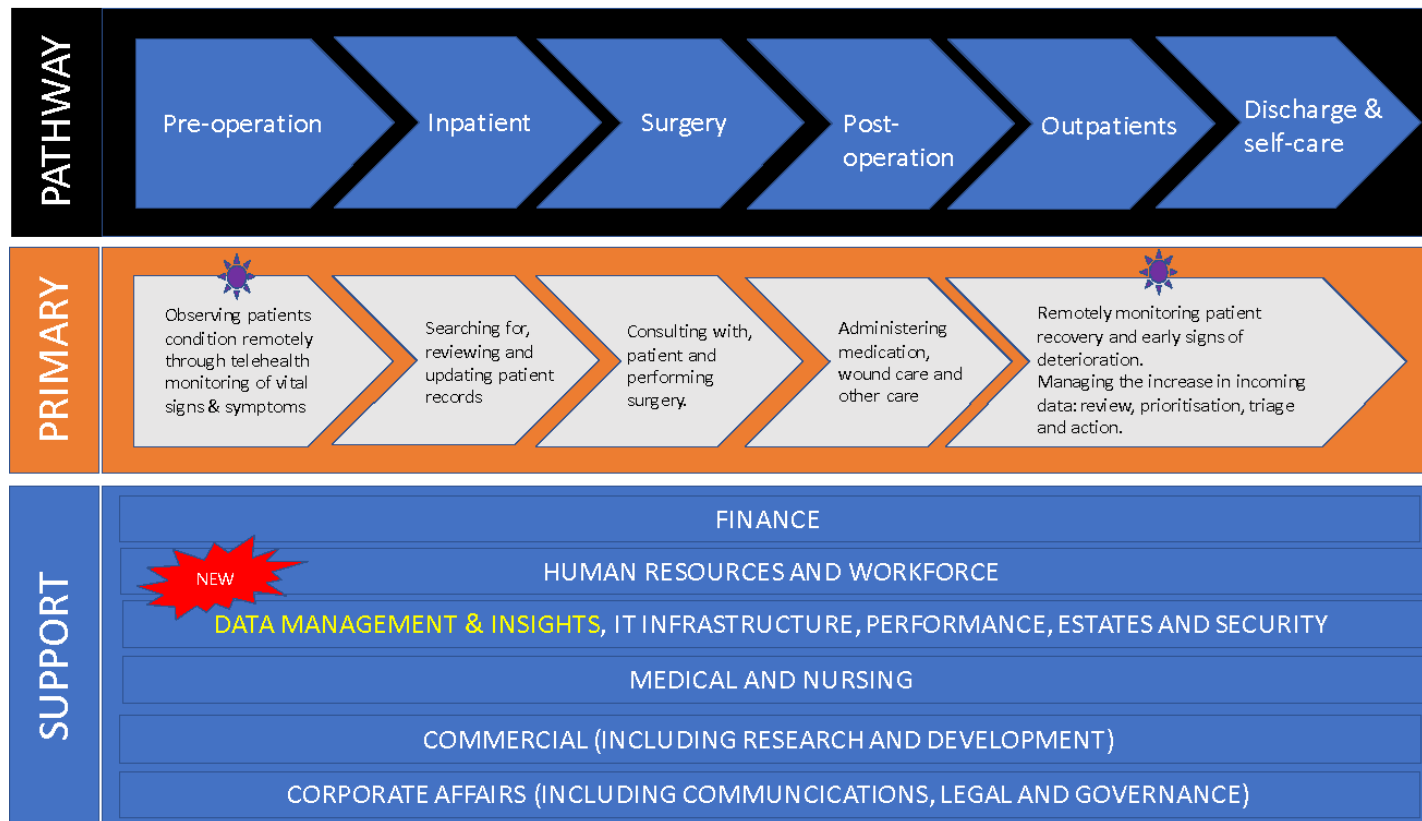 PATHWAY
Pre-operation
Inpatient
Surgery
Post-
operation
Outpatients
Discharge &
self-care
PRIMARY
Observing patients
condition remotely
through telehealth
monitoring of vital
signs & symptoms
Searching for,
reviewing and
updating patient
records
Consulting with,
patient and
performing
surgery.
Administering
medication,
wound care and
other care
Remotely monitoring patient
recovery and early signs of
deterioration.
Managing the increase in incoming
data: review, prioritisation, triage
and action.
SUPPORT
FINANCE
NEW
HUMAN RESOURCES AND WORKFORCE
DATA MANAGEMENT & INSIGHTS, IT INFRASTRUCTURE, PERFORMANCE, ESTATES AND SECURITY
MEDICAL AND NURSING
COMMERCIAL (INCLUDING RESEARCH AND DEVELOPMENT)
CORPORATE AFFAIRS (INCLUDING COMMUNCICATIONS, LEGAL AND GOVERNANCE)